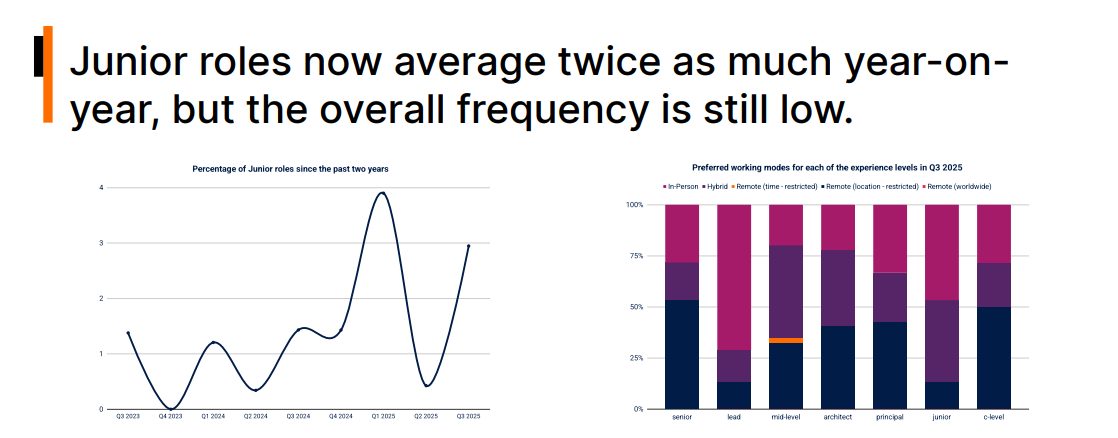 Junior roles now average twice as much year-on-
year, but the overall frequency is still low.
Percentage of Junior roles since the past two years
4
3
2
1
0
Q3 2023 Q4 2023 Q1 2024 Q2 2024 Q3 2024 Q4 2024 Q1 2025 Q2 2025 Q3 2025
Preferred working modes for each of the experience levels in Q3 2025
In-Person Hybrid Remote (time - restricted) Remote (location - restricted) Remote (worldwide)
100%
75%
50%
25%
0%
senior lead mid-level architect principal junior c-level